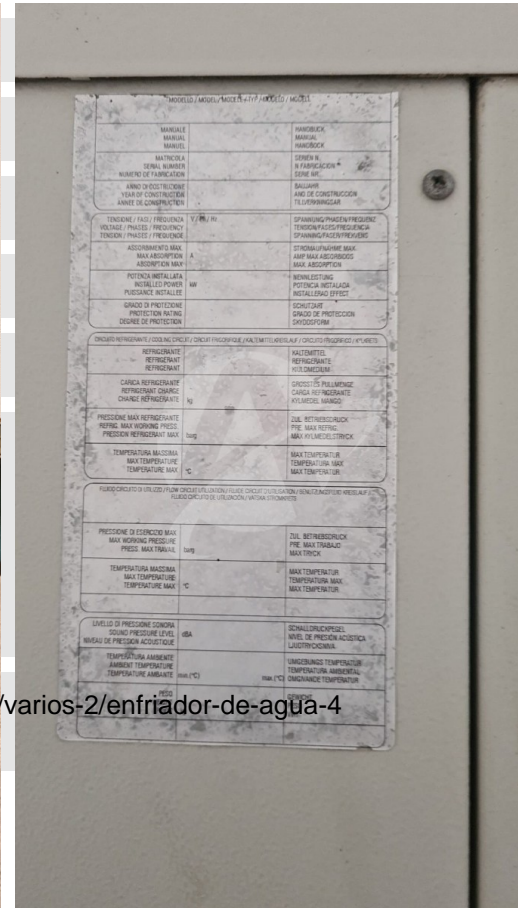 MODELLO / MODEL / MODELE / TYP / MODELO / MODELL
MANUALE HANDBUCK
MANUAL MANUAL
MANUEL HANDBOCK
MATRICOLA SERIEN N.
SERIAL NUMBER N FABRICACION
NUMERO DE FABRICATION SERIE NR.
ANNO DI COSTRUZIONE BAUJAHR
YEAR OF CONSTRUCTION ANO DE CONSTRUCCION
ANNEE DE CONSTRUCTION TILLVERKNINGSAR
TENSIONE / FASI / FREQUENZA V / Ph / Hz SPANNUNG/PHASEN/FREQUENZ
VOLTAGE / PHASES / FREQUENCY TENSION/FASES/FREQUENCIA
TENSION / PHASES / FREQUENCE SPANNING/FASER/FREKVENS
ASSORBIMENTO MAX STROMAUFNAHME MAX
MAX ABSORPTION A AMP MAX ABSORBIDOS
ABSORPTION MAX MAX. ABSORPTION
POTENZA INSTALLATA NENNLEISTUNG
INSTALLED POWER kW POTENCIA INSTALADA
PUISSANCE INSTALLEE INSTALLERAD EFFECT
GRADO DI PROTEZIONE SCHUTZART
PROTECTION RATING GRADO DE PROTECCION
DEGREE DE PROTECTION SKYDDSFORM
REFRIGERANTE KALTEMITTEL
REFRIGERANT REFRIGERANTE
REFRIGERANT KULDMEDIUM
CARICA REFRIGERANTE GROSSTES FULLMENGE
REFRIGERANT CHARGE CARGA REFRIGERANTE
CHARGE REFRIGERANTE kg KYLMEDEL MANGD
PRESSIONE MAX REFRIGERANTE ZUL. BETRIEBSDRUCK
REFRIG. MAX WORKING PRESS. PRE. MAX REFRIG.
PRESSION REFRIGERANT MAX barg MAX KYLMEDELSTRYCK
TEMPERATURA MASSIMA MAX TEMPERATUR
MAX TEMPERATURE TEMPERATURA MAX
TEMPERATURE MAX °C MAX TEMPERATUR
PRESSIONE DI ESERCIZIO MAX ZUL. BETRIEBSDRUCK
MAX WORKING PRESSURE PRE. MAX TRABAJO
PRESS. MAX TRAVAIL barg MAX TRYCK
TEMPERATURA MASSIMA MAX TEMPERATUR
MAX TEMPERATURE TEMPERATURA MAX
TEMPERATURE MAX °C MAX TEMPERATUR
LIVELLO DI PRESSIONE SONORA SCHALLDRUCKPEGEL
SOUND PRESSURE LEVEL dBA NIVEL DE PRESION ACUSTICA
NIVEAU DE PRESSION ACOUSTIQUE LJUDTRYCKSNIVA
TEMPERATURA AMBIENTE UMGEBUNGS TEMPERATUR
AMBIENT TEMPERATURE TEMPERATURA AMBIENTAL
TEMPERATURE AMBIANTE min.(°C) max.(°C) OMGIVANDE TEMPERATUR
PESO GEWICHT
/varios-2/enfriador-de-agua-4